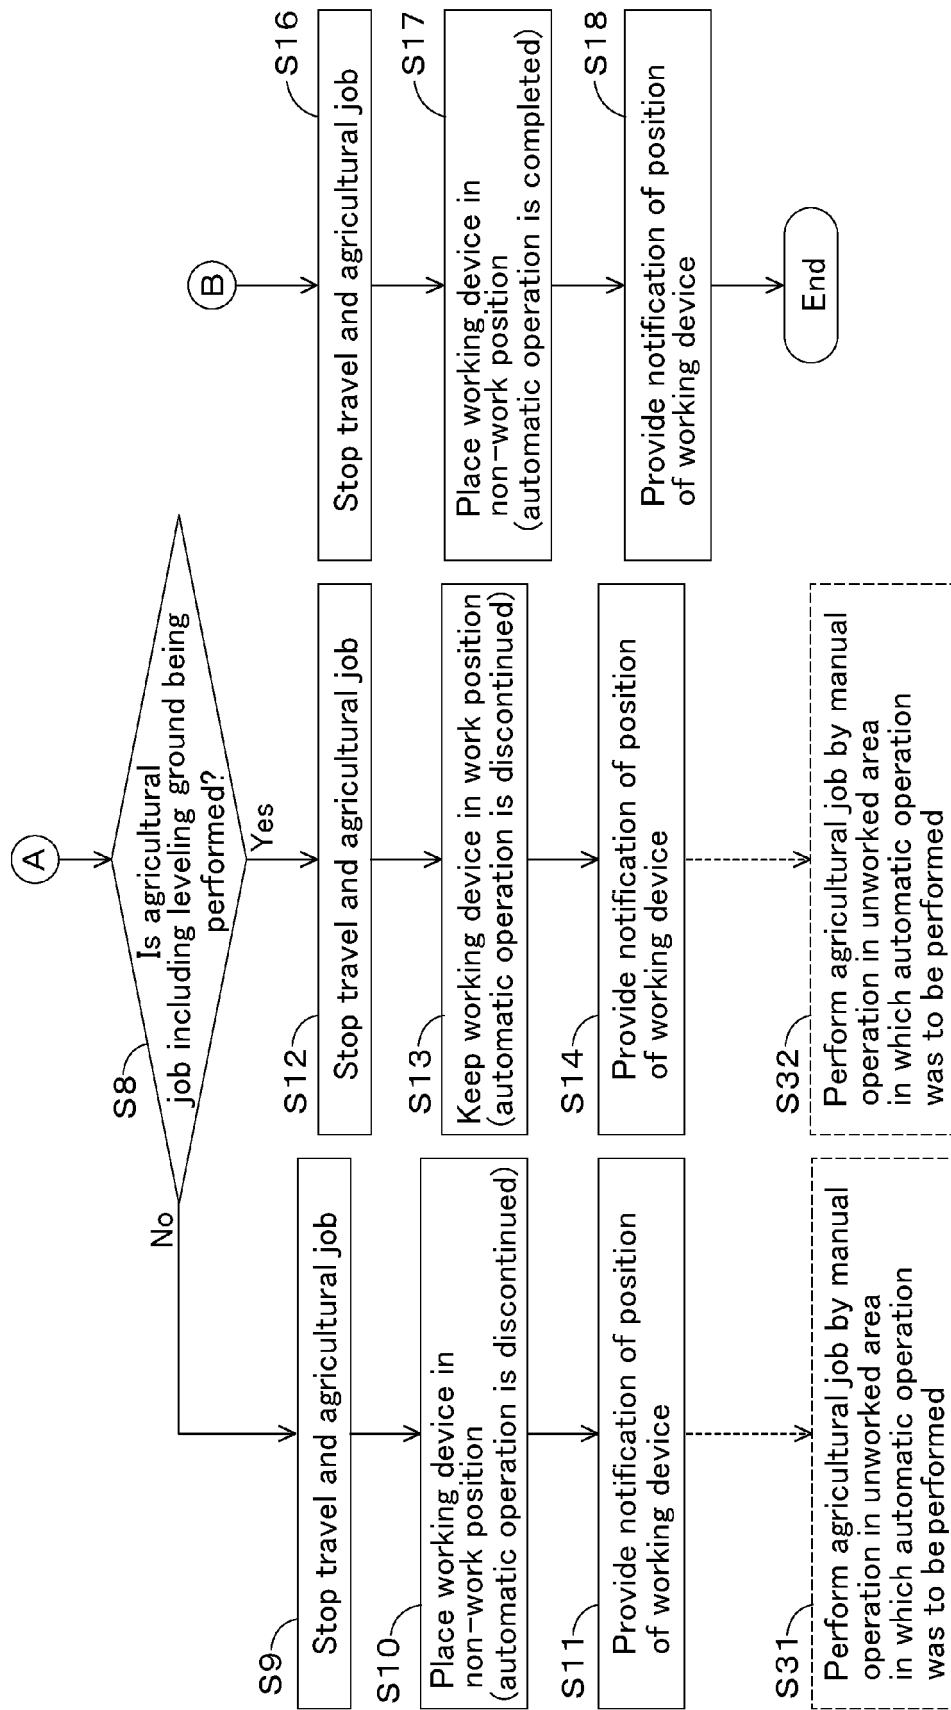 A
S8
Is agricultural
job including leveling ground being
performed?
No
Yes
S9
Stop travel and agricultural job
S10
Place working device in
non-work position
(automatic operation is discontinued)
S11
Provide notification of position
of working device
S31
Perform agricultural job by manual
operation in unworked area
in which automatic operation
was to be performed
S12
Stop travel and agricultural job
S13
Keep working device in work position
(automatic operation is discontinued)
S14
Provide notification of position
of working device
S32
Perform agricultural job by manual
operation in unworked area
in which automatic operation
was to be performed
B
S16
Stop travel and agricultural job
S17
Place working device in
non-work position
(automatic operation is completed)
S18
Provide notification of position
of working device
End